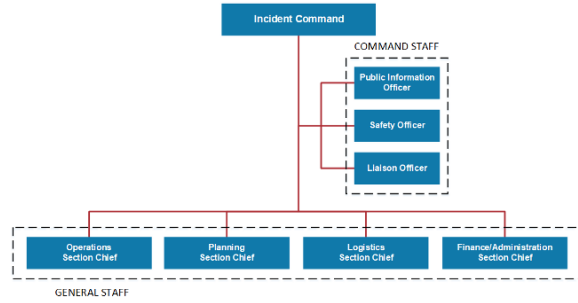 Incident Command
COMMAND STAFF
Public Information
Officer
Safety Officer
Liaison Officer
Operations
Section Chief
Planning
Section Chief
Logistics
Section Chief
Finance/Administration
Section Chief
GENERAL STAFF